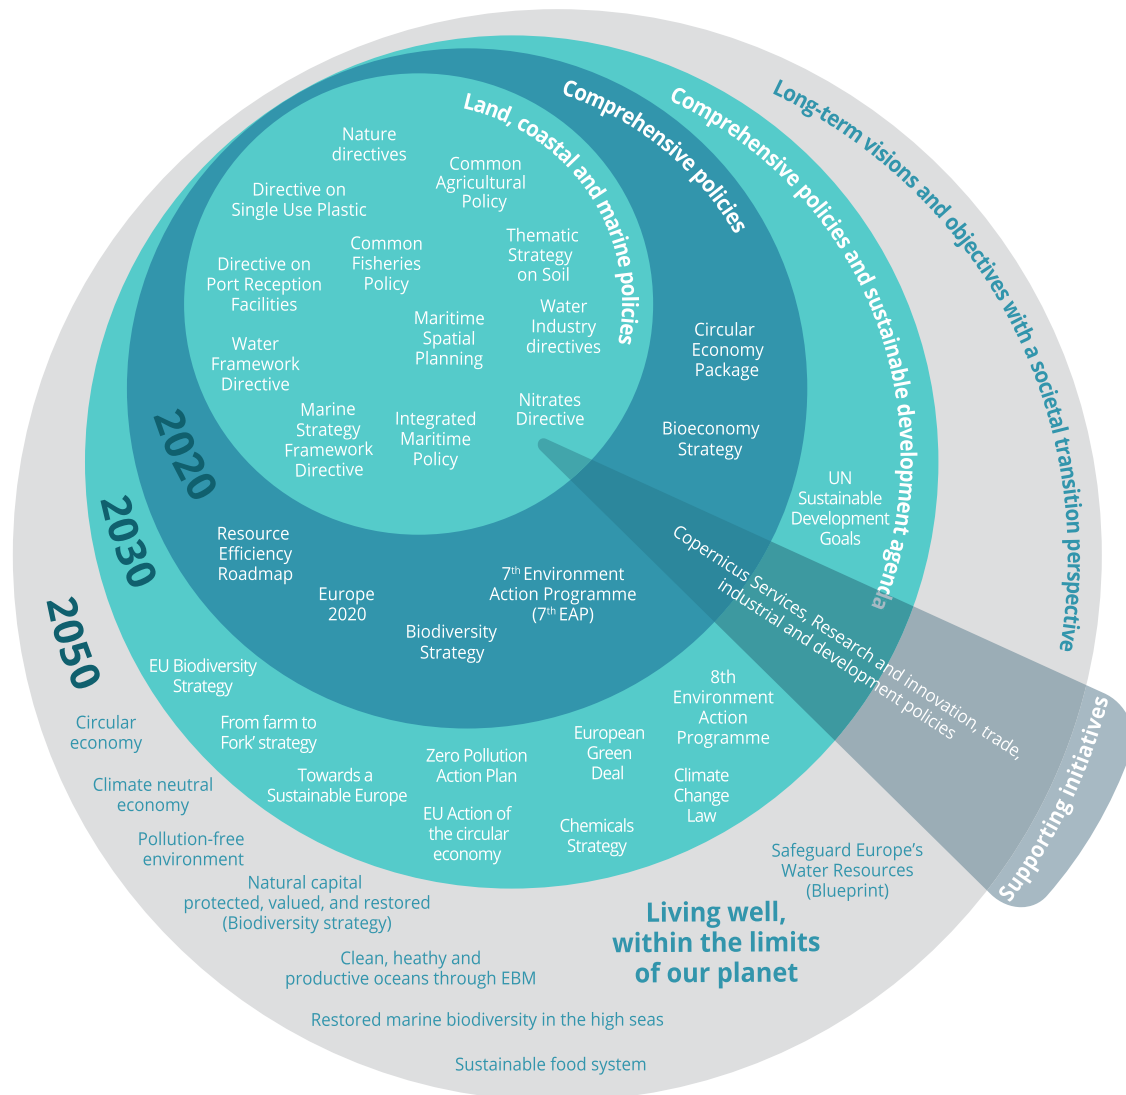 Long-term visions and objectives with a societal transition perspective
Comprehensive policies and sustainable development agenda
Comprehensive policies
Land, coastal and marine policies
Nature
directives
Common
Agricultural
Policy
Directive on
Single Use Plastic
Thematic
Strategy
on Soil
Common
Fisheries
Policy
Directive on
Port Reception
Facilities
Water
Industry
directives
Maritime
Spatial
Planning
Water
Framework
Directive
Nitrates
Directive
Marine
Strategy
Framework
Directive
Integrated
Maritime
Policy
Circular
Economy
Package
Bioeconomy
Strategy
2020
Resource
Efficiency
Roadmap
Europe
2020
Biodiversity
Strategy
7th Environment
Action Programme
(7th EAP)
UN
Sustainable
Development
Goals
2030
EU Biodiversity
Strategy
From farm to
Fork’ strategy
Towards a
Sustainable Europe
Zero Pollution
Action Plan
EU Action of
the circular
economy
European
Green
Deal
Chemicals
Strategy
8th
Environment
Action
Programme
Climate
Change
Law
2050
Circular
economy
Climate neutral
economy
Pollution-free
environment
Natural capital
protected, valued, and restored
(Biodiversity strategy)
Clean, heathy and
productive oceans through EBM
Restored marine biodiversity in the high seas
Sustainable food system
Safeguard Europe’s
Water Resources
(Blueprint)
Living well,
within the limits
of our planet
Copernicus Services, Research and innovation, trade,
industrial and development policies
Supporting initiatives